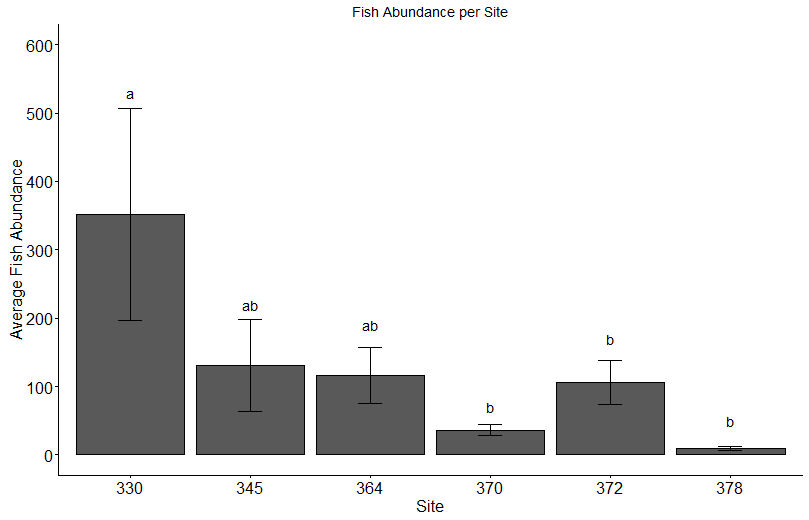 Fish Abundance per Site
600
500
400
300
200
100
0
Average Fish Abundance
a
ab
ab
b
b
b
330 345 364 370 372 378
Site